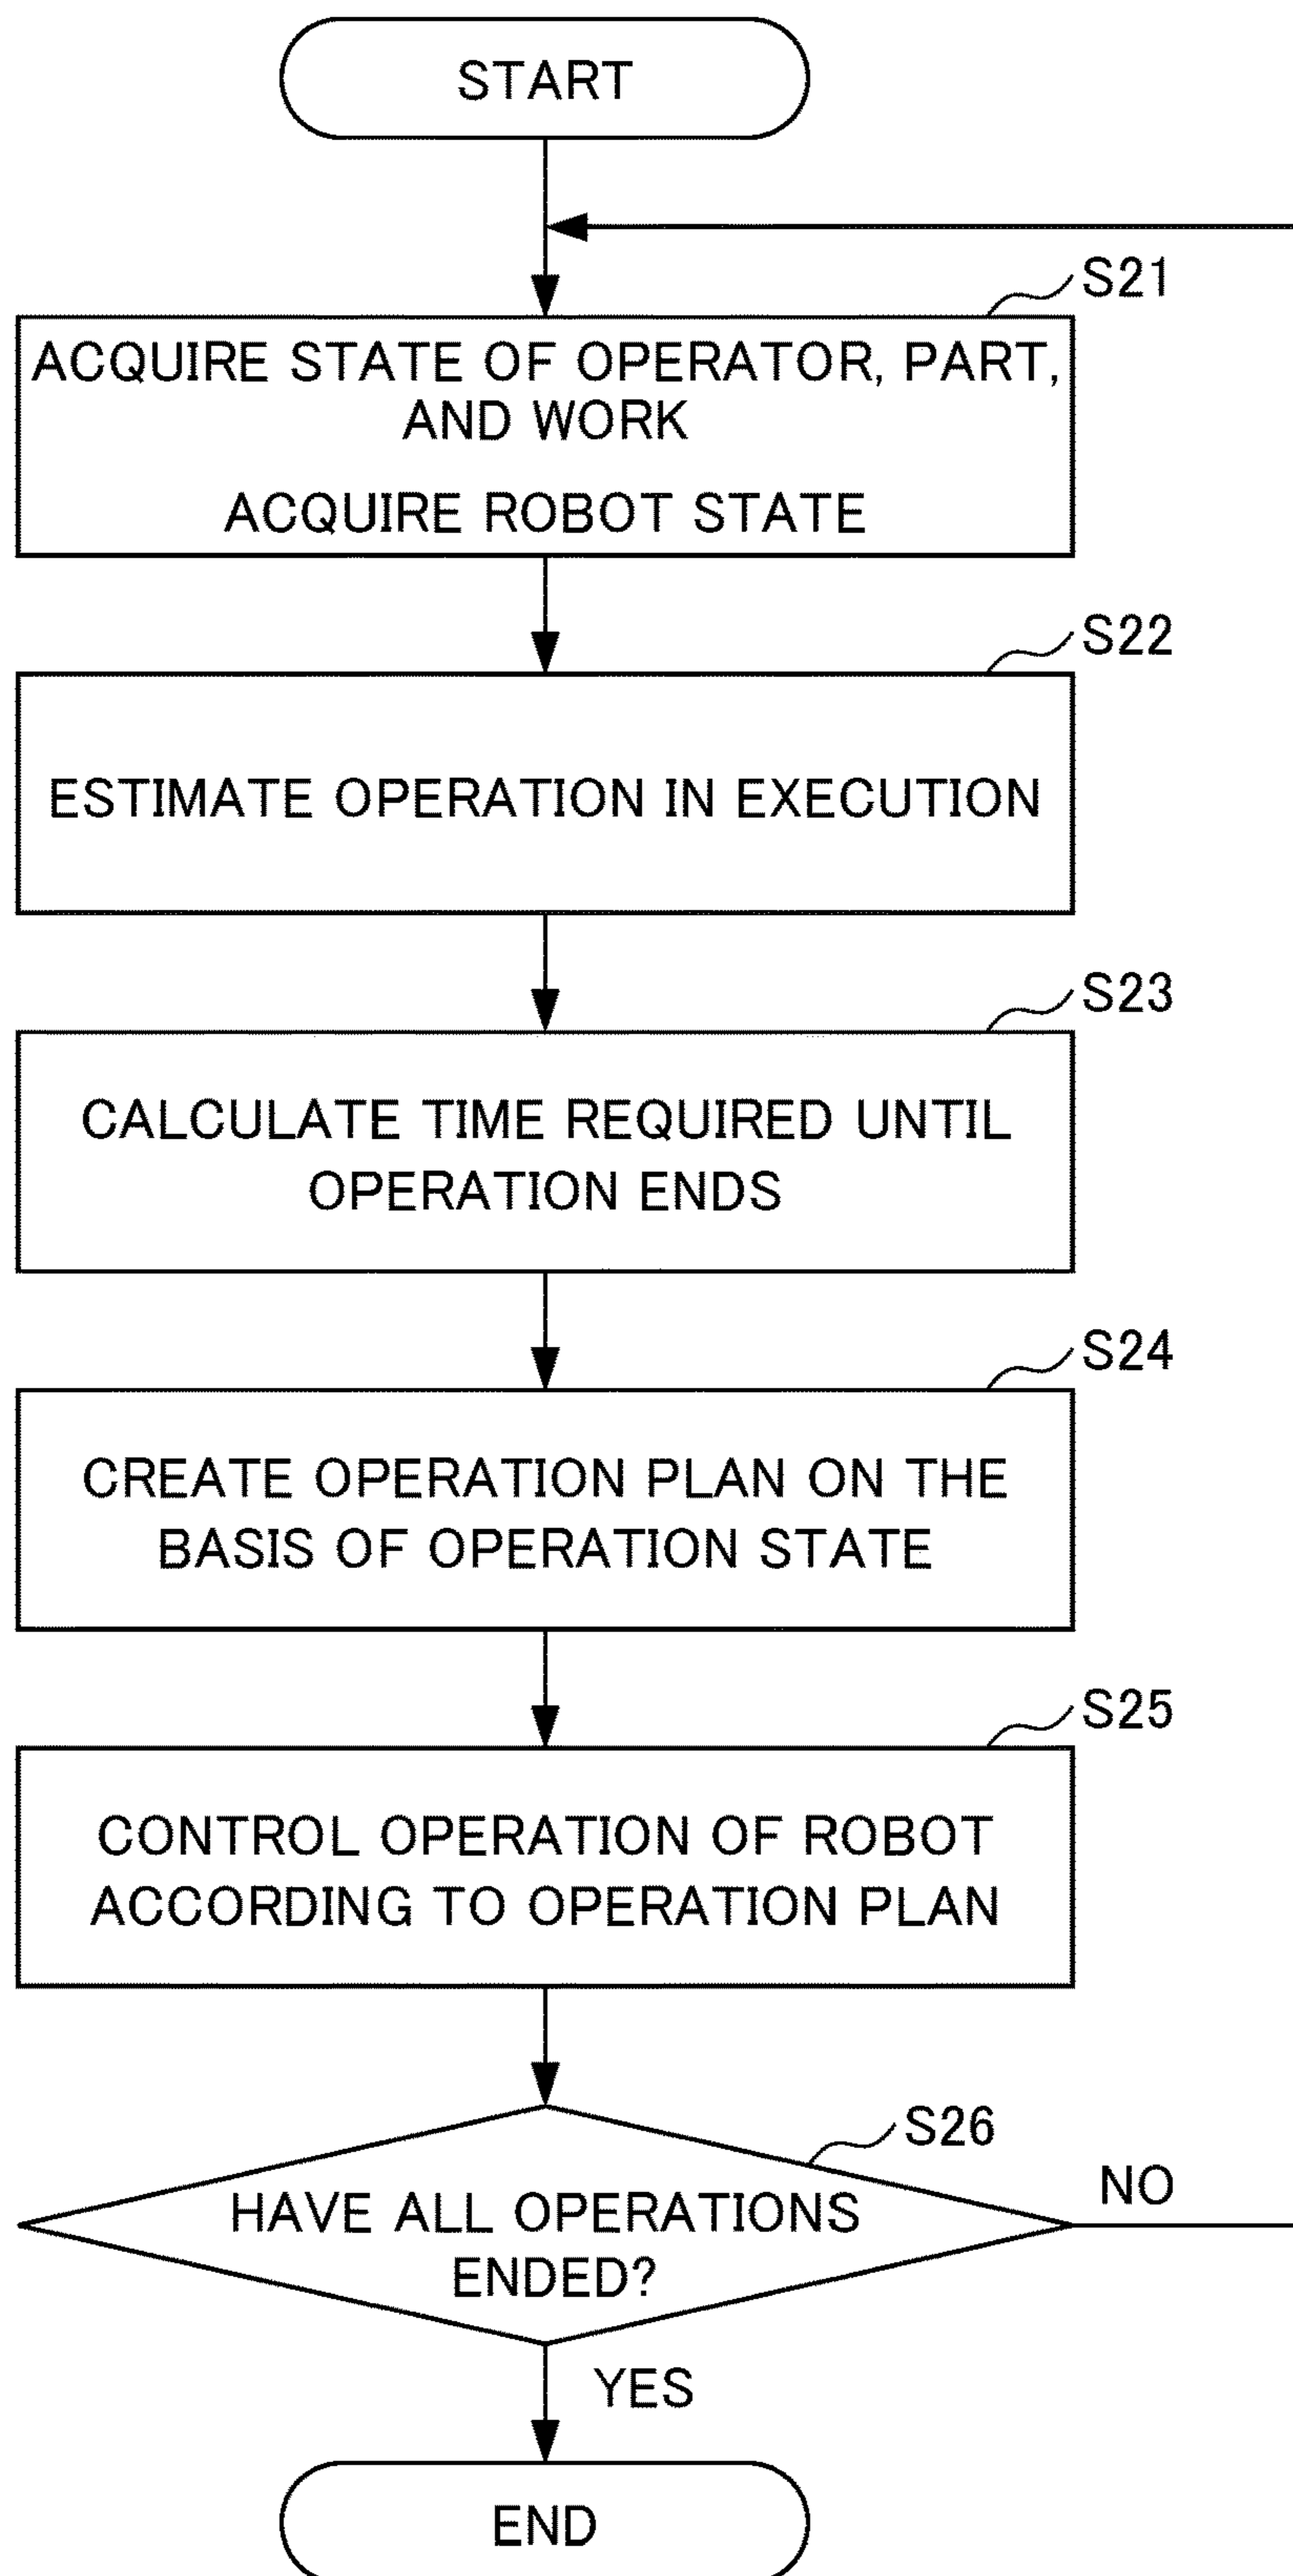 START
S21
ACQUIRE STATE OF OPERATOR, PART,
AND WORK
ACQUIRE ROBOT STATE
S22
ESTIMATE OPERATION IN EXECUTION
S23
CALCULATE TIME REQUIRED UNTIL
OPERATION ENDS
S24
CREATE OPERATION PLAN ON THE
BASIS OF OPERATION STATE
S25
CONTROL OPERATION OF ROBOT
ACCORDING TO OPERATION PLAN
S26
HAVE ALL OPERATIONS
ENDED?
NO
YES
END